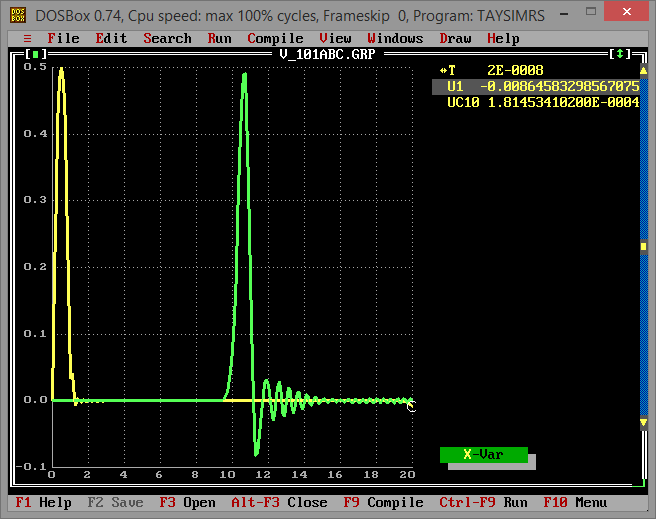 DOSBox 0.74, Cpu speed: max 100% cycles, Frameskip 0, Program: TAYSIMRS
≡ File Edit Search Run Compile View Windows Draw Help
[■] V_101ABC.GRP [↕]
0.5
0.4
0.3
0.2
0.1
0.0
-0.1
0 2 4 6 8 10 12 14 16 18 20
↔T 2E-0008
U1 -0.00864583298567075
UC10 1.81453410200E-0004
X-Var
F1 Help F2 Save F3 Open Alt-F3 Close F9 Compile Ctrl-F9 Run F10 Menu